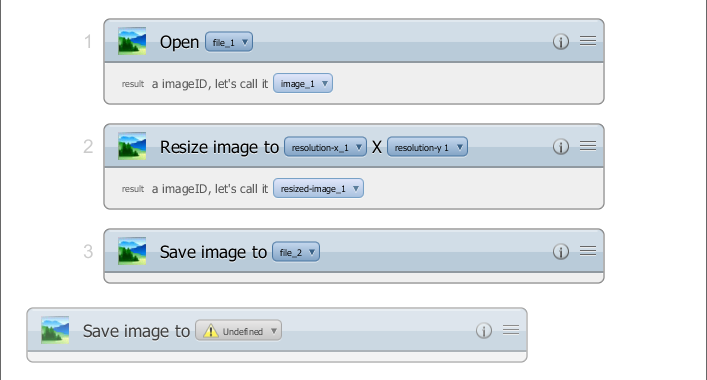 1 Open file_1
result a imageID, let's call it image_1
2 Resize image to resolution-x_1 X resolution-y 1
result a imageID, let's call it resized-image_1
3 Save image to file_2
Save image to Undefined